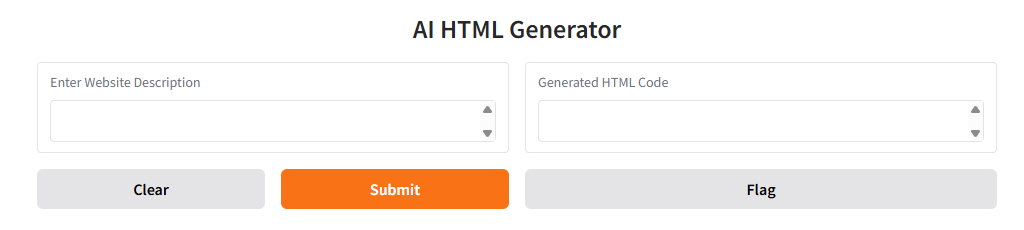 AI HTML Generator
Enter Website Description
Generated HTML Code
Clear
Submit
Flag